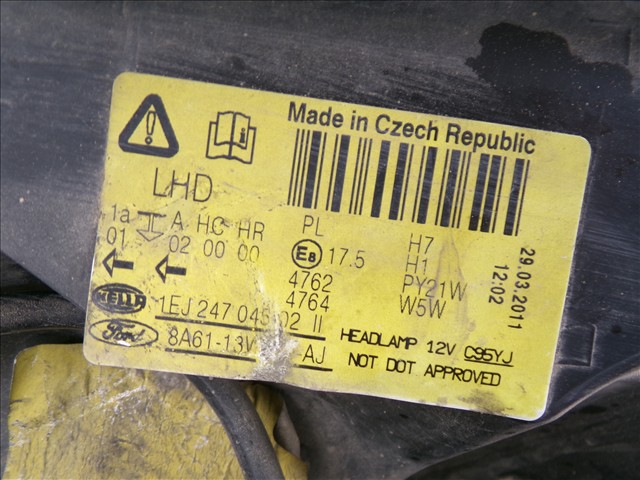 Made in Czech Republic
LHD
1a A HC HR PL
01 02 00 00 E8 17.5
H7
H1
PY21W
W5W
4762
4764
29.03.2011
12:02
HELLA 1EJ 247 045-02 II
Ford 8A61-13W AJ
HEADLAMP 12V C95YJ
NOT DOT APPROVED